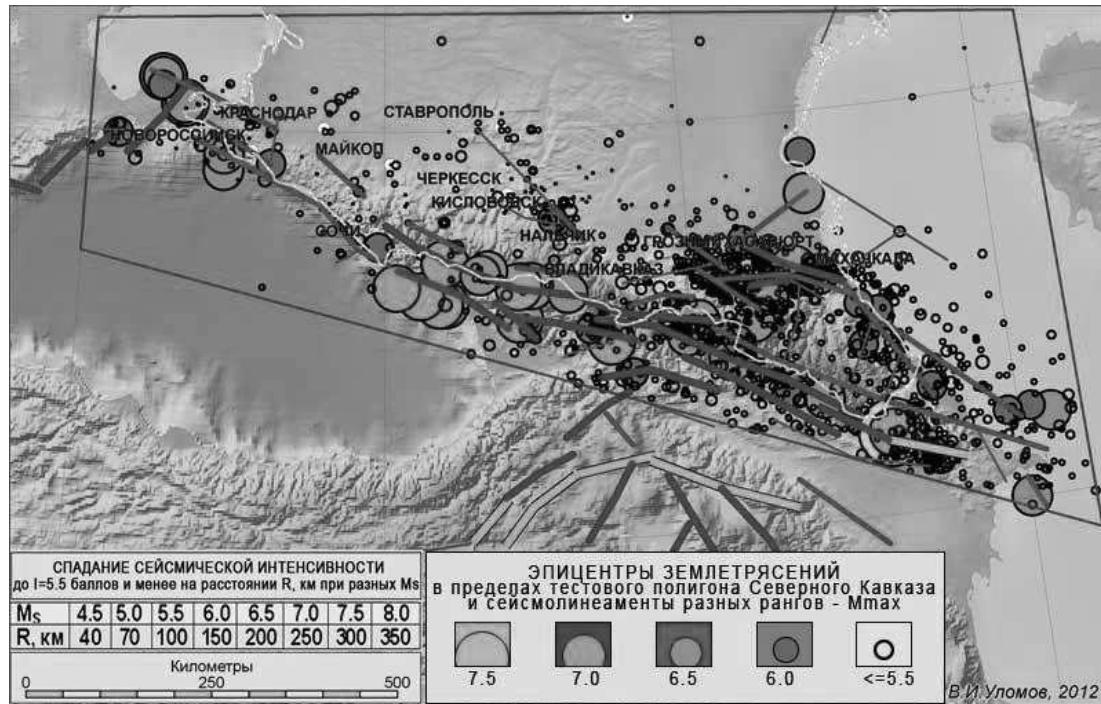 КРАСНОДАР
СТАВРОПОЛЬ
НОВОРОССИЙСК
МАЙКОП
ЧЕРКЕССК
КИСЛОВОДСК
СОЧИ
НАЛЬЧИК
ГРОЗНЫЙ ХАСАВЮРТ
МАХАЧКАЛА
ВЛАДИКАВКАЗ
СПАДАНИЕ СЕЙСМИЧЕСКОЙ ИНТЕНСИВНОСТИ
до I=5.5 баллов и менее на расстоянии R, км при разных Ms
Ms 4.5 5.0 5.5 6.0 6.5 7.0 7.5 8.0
R, км 40 70 100 150 200 250 300 350
Километры
0 250 500
ЭПИЦЕНТРЫ ЗЕМЛЕТРЯСЕНИЙ
в пределах тестового полигона Северного Кавказа
и сейсмолинеаменты разных рангов - Mmax
7.5 7.0 6.5 6.0 <=5.5
В.И.Уломов, 2012